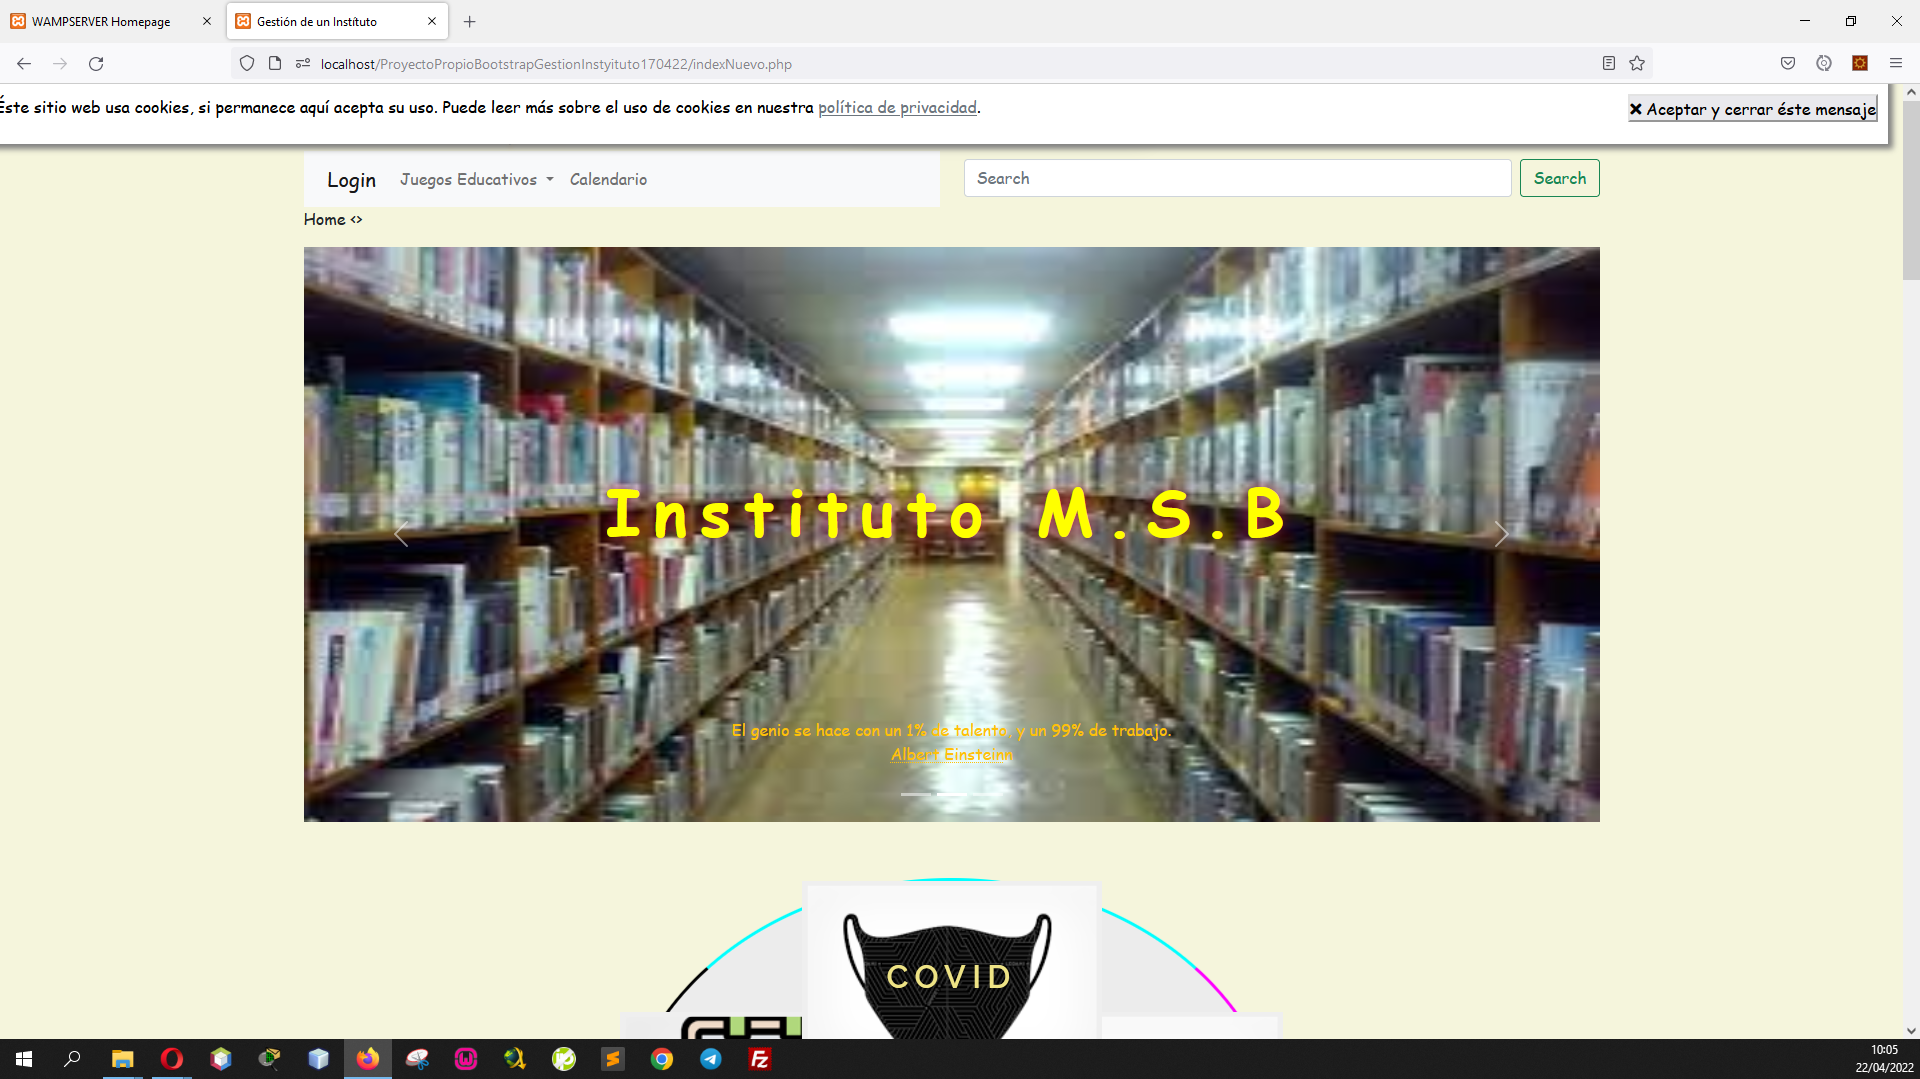 WAMPSERVER Homepage
Gestión de un Instítuto
localhost/ProyectoPropioBootstrapGestionInstyituto170422/indexNuevo.php
Éste sitio web usa cookies, si permanece aquí acepta su uso. Puede leer más sobre el uso de cookies en nuestra política de privacidad.
Aceptar y cerrar éste mensaje
Login Juegos Educativos Calendario
Search Search
Home <>
Instituto M.S.B
El genio se hace con un 1% de talento, y un 99% de trabajo.
Albert Einsteinn
COVID
10:05
22/04/2022